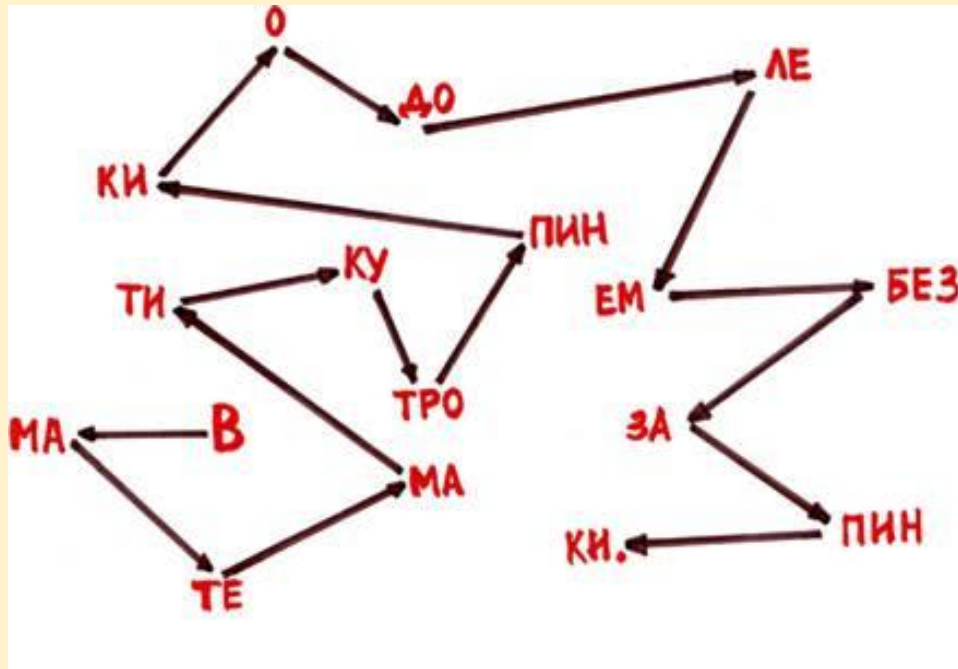 О
ДО
ЛЕ
КИ
ПИН
КУ
ТИ
ЕМ
БЕЗ
ТРО
ЗА
МА
В
МА
ПИН
КИ.
ТЕ